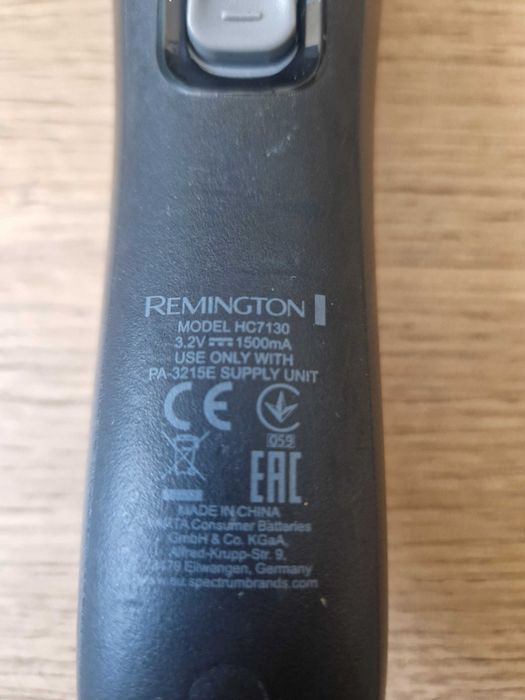 REMINGTON
MODEL HC7130
3.2V ⎓ 1500mA
USE ONLY WITH
PA-3215E SUPPLY UNIT
CE
059
EAC
MADE IN CHINA
VARTA Consumer Batteries
GmbH & Co. KGaA,
Alfred-Krupp-Str. 9,
73479 Ellwangen, Germany
www.eu.spectrumbrands.com